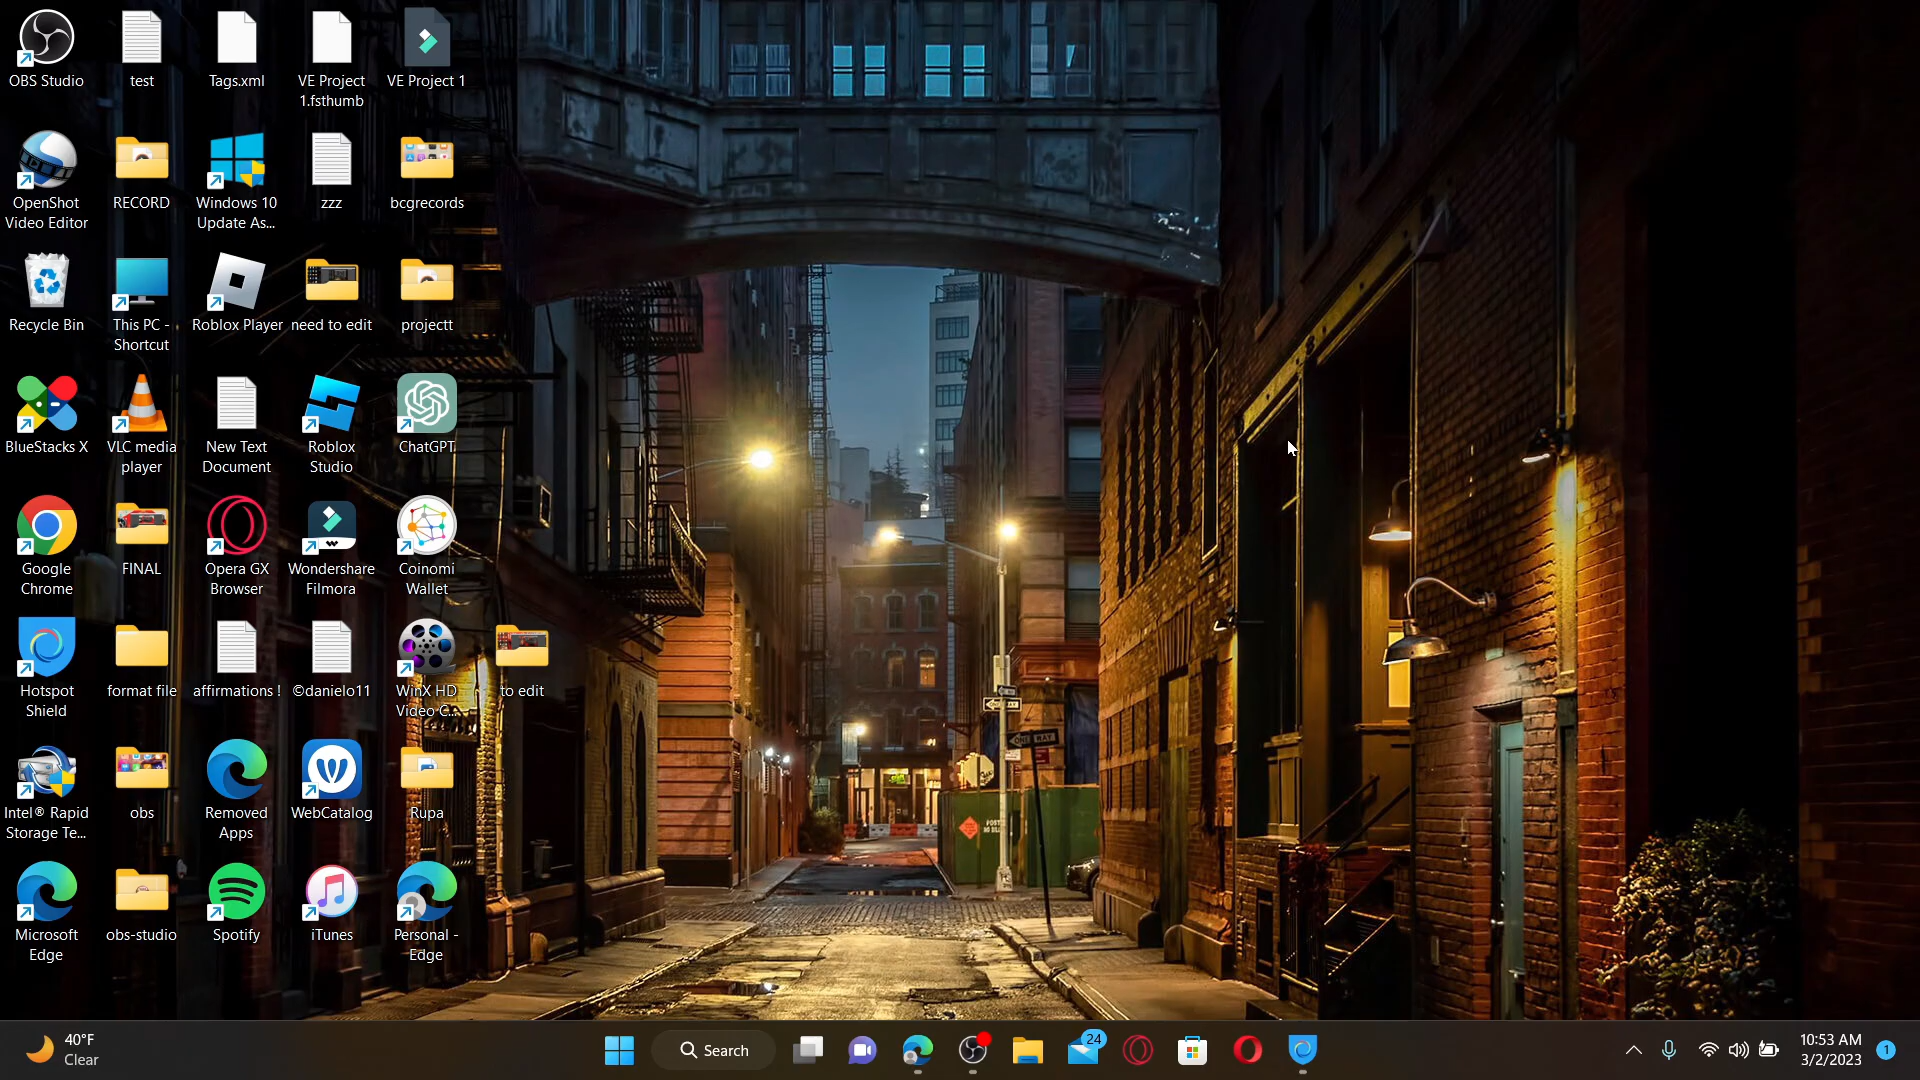 OBS Studio
test
Tags.xml
VE Project
1.fsthumb
VE Project 1
OpenShot
Video Editor
RECORD
Windows 10
Update As...
zzz
bcgrecords
Recycle Bin
This PC -
Shortcut
Roblox Player
need to edit
projectt
BlueStacks X
VLC media
player
New Text
Document
Roblox
Studio
ChatGPT
Google
Chrome
FINAL
Opera GX
Browser
Wondershare
Filmora
Coinomi
Wallet
Hotspot
Shield
format file
affirmations !
©danielo11
WinX HD
Video C...
to edit
Intel® Rapid
Storage Te...
obs
Removed
Apps
WebCatalog
Rupa
Microsoft
Edge
obs-studio
Spotify
iTunes
Personal -
Edge
ONE WAY
40°F
Clear
Search
24
10:53 AM
3/2/2023
1